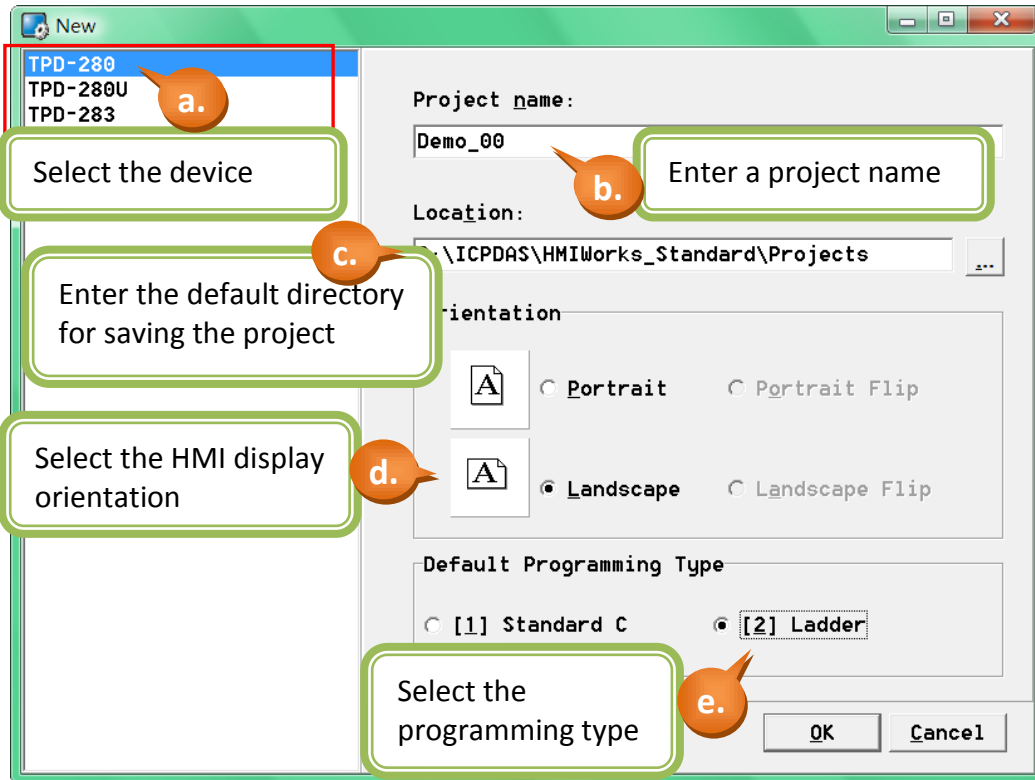 New
TPD-280
TPD-280U
TPD-283
a.
Select the device
Project name:
Demo_00
b.
Enter a project name
Location:
c.
:\ICPDAS\HMIWorks_Standard\Projects
...
Enter the default directory
for saving the project
rientation
A
Portrait
Portrait Flip
Select the HMI display
orientation
d.
A
Landscape
Landscape Flip
Default Programming Type
[1] Standard C
[2] Ladder
Select the
programming type
e.
OK
Cancel